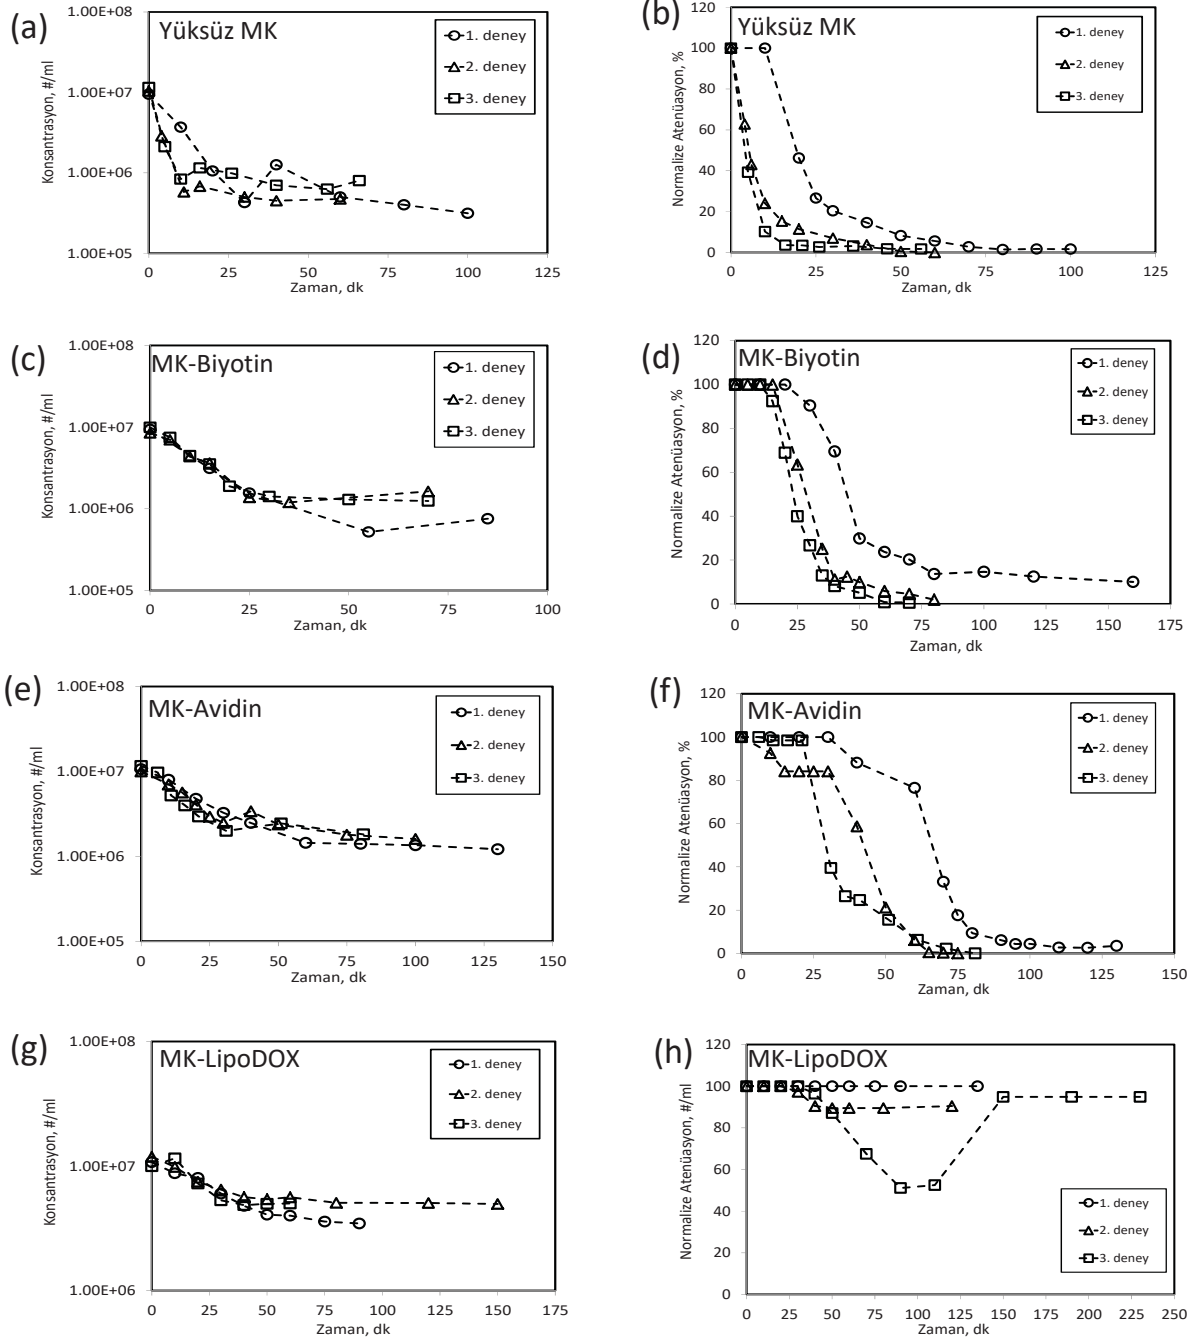 (a)
Yüksüz MK
1. deney
2. deney
3. deney
Konsantrasyon, #/ml
1.00E+08
1.00E+07
1.00E+06
1.00E+05
0 25 50 75 100 125
Zaman, dk
(b)
Yüksüz MK
1. deney
2. deney
3. deney
Normalize Atenüasyon, %
120
100
80
60
40
20
0
0 25 50 75 100 125
Zaman, dk
(c)
MK-Biyotin
1. deney
2. deney
3. deney
Konsantrasyon, #/ml
1.00E+08
1.00E+07
1.00E+06
1.00E+05
0 25 50 75 100
Zaman, dk
(d)
MK-Biyotin
1. deney
2. deney
3. deney
Normalize Atenüasyon, %
120
100
80
60
40
20
0
0 25 50 75 100 125 150 175
Zaman, dk
(e)
MK-Avidin
1. deney
2. deney
3. deney
Konsantrasyon, #/ml
1.00E+08
1.00E+07
1.00E+06
1.00E+05
0 25 50 75 100 125 150
Zaman, dk
(f)
MK-Avidin
1. deney
2. deney
3. deney
Normalize Atenüasyon, %
120
100
80
60
40
20
0
0 25 50 75 100 125 150
Zaman, dk
(g)
MK-LipoDOX
1. deney
2. deney
3. deney
Konsantrasyon, #/ml
1.00E+08
1.00E+07
1.00E+06
0 25 50 75 100 125 150 175
Zaman, dk
(h)
MK-LipoDOX
1. deney
2. deney
3. deney
Normalize Atenüasyon, #/ml
120
100
80
60
40
20
0
0 25 50 75 100 125 150 175 200 225 250
Zaman, dk